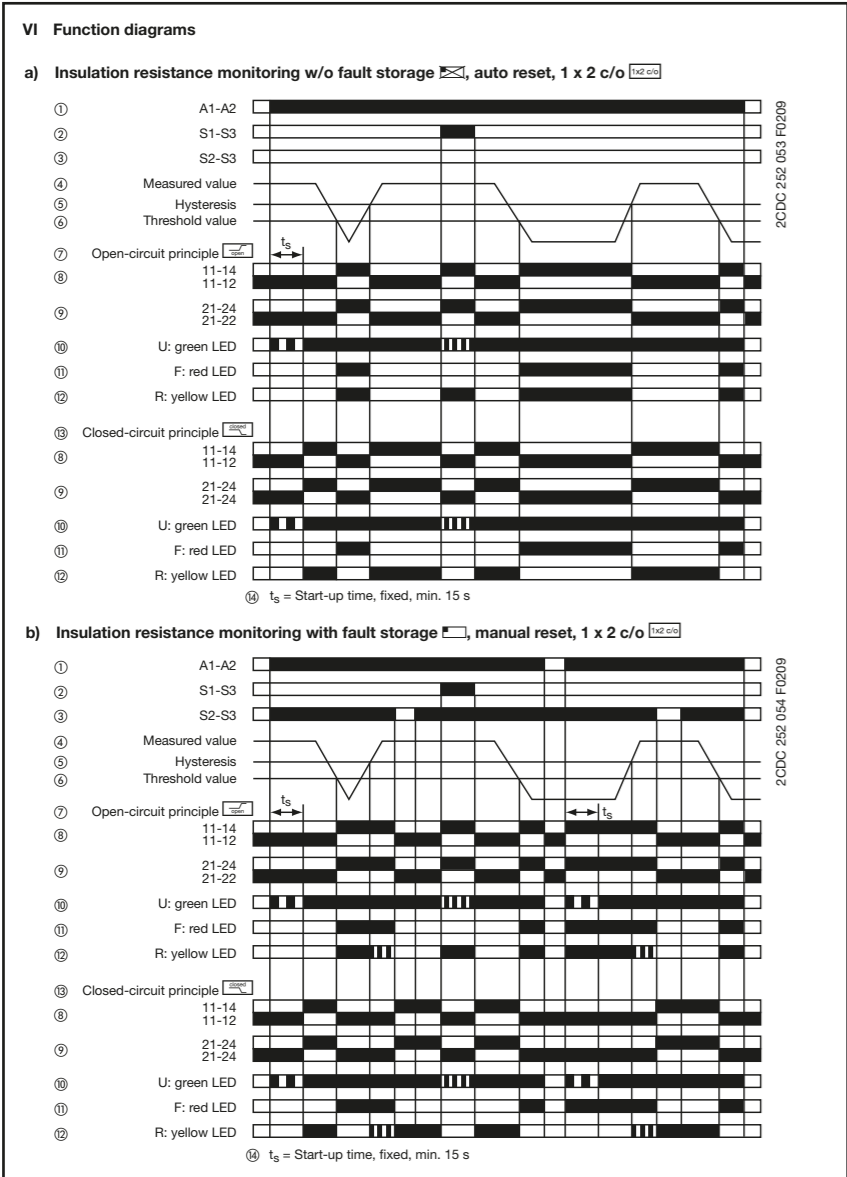 VI Function diagrams
a) Insulation resistance monitoring w/o fault storage, auto reset, 1 x 2 c/o 1x2 c/o
① A1-A2
② S1-S3
③ S2-S3
④ Measured value
⑤ Hysteresis
⑥ Threshold value
⑦ Open-circuit principle open
ts
⑧ 11-14
11-12
⑨ 21-24
21-22
⑩ U: green LED
⑪ F: red LED
⑫ R: yellow LED
⑬ Closed-circuit principle closed
⑧ 11-14
11-12
⑨ 21-24
21-24
⑩ U: green LED
⑪ F: red LED
⑫ R: yellow LED
⑭ ts = Start-up time, fixed, min. 15 s
2CDC 252 053 F0209
b) Insulation resistance monitoring with fault storage, manual reset, 1 x 2 c/o 1x2 c/o
① A1-A2
② S1-S3
③ S2-S3
④ Measured value
⑤ Hysteresis
⑥ Threshold value
⑦ Open-circuit principle open
ts ts
⑧ 11-14
11-12
⑨ 21-24
21-22
⑩ U: green LED
⑪ F: red LED
⑫ R: yellow LED
⑬ Closed-circuit principle closed
⑧ 11-14
11-12
⑨ 21-24
21-24
⑩ U: green LED
⑪ F: red LED
⑫ R: yellow LED
⑭ ts = Start-up time, fixed, min. 15 s
2CDC 252 054 F0209